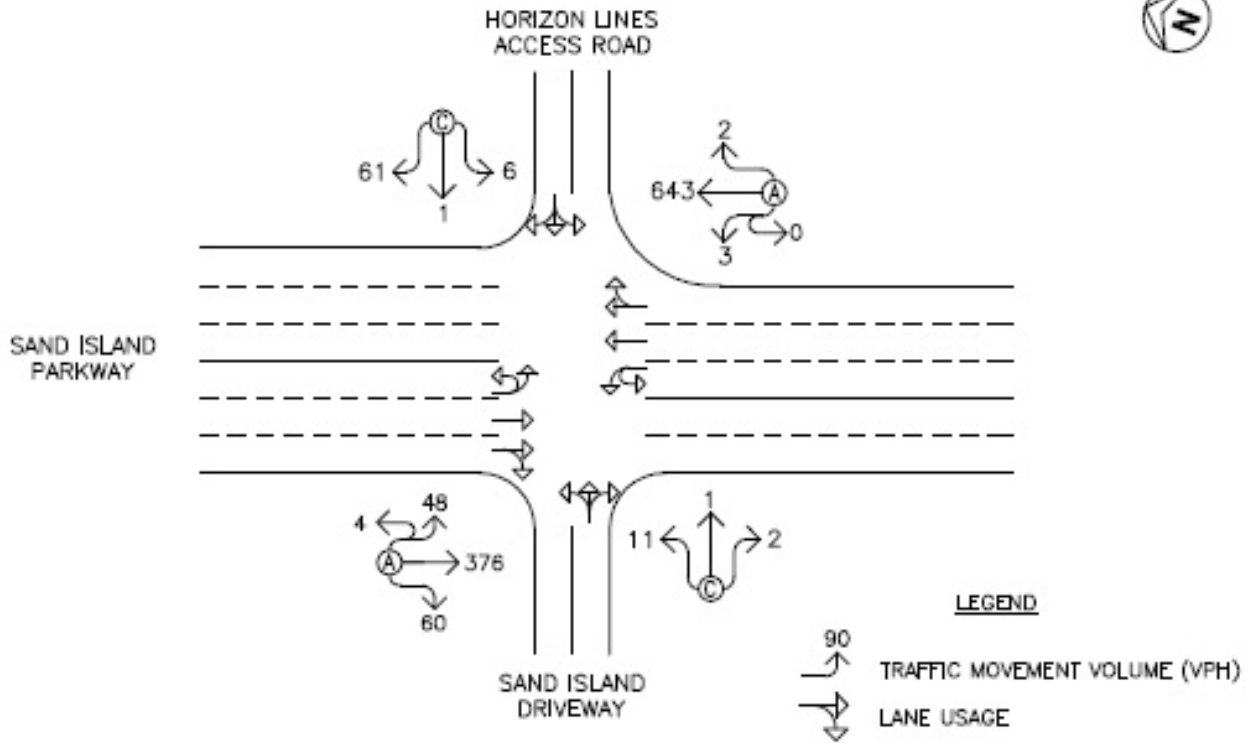 HORIZON LINES
ACCESS ROAD
N
C
61
6
1
2
643
A
0
3
SAND ISLAND
PARKWAY
4
48
A
376
60
1
11
2
C
SAND ISLAND
DRIVEWAY
LEGEND
90
TRAFFIC MOVEMENT VOLUME (VPH)
LANE USAGE